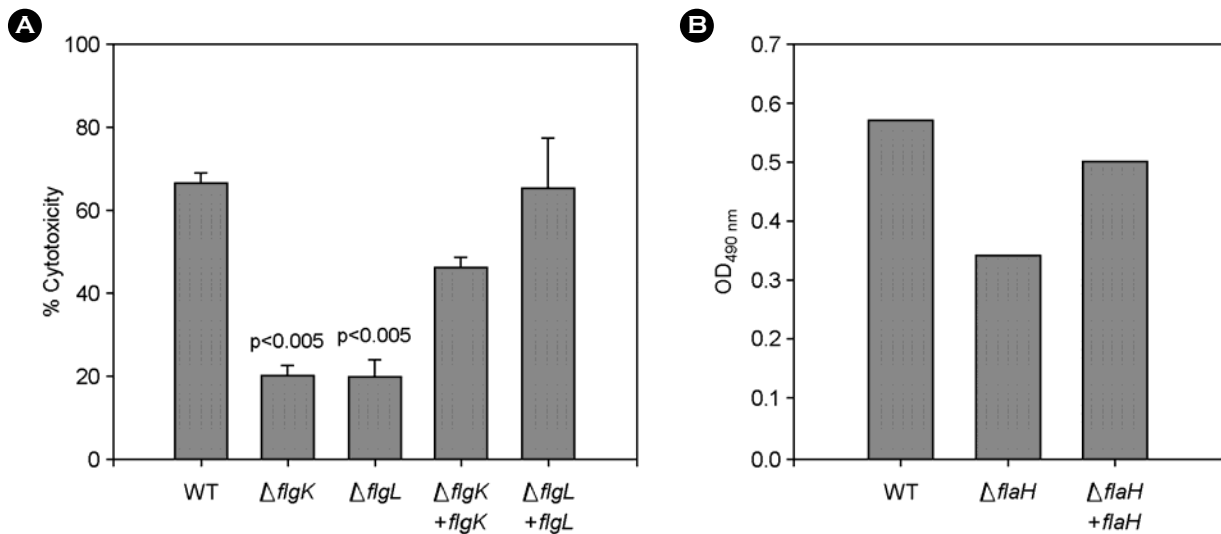 A
100
80
60
40
20
0
% Cytotoxicity
p<0.005
p<0.005
WT
ΔflgK
ΔflgL
ΔflgK
+flgK
ΔflgL
+flgL
B
0.7
0.6
0.5
0.4
0.3
0.2
0.1
0.0
OD490 nm
WT
ΔflaH
ΔflaH
+flaH